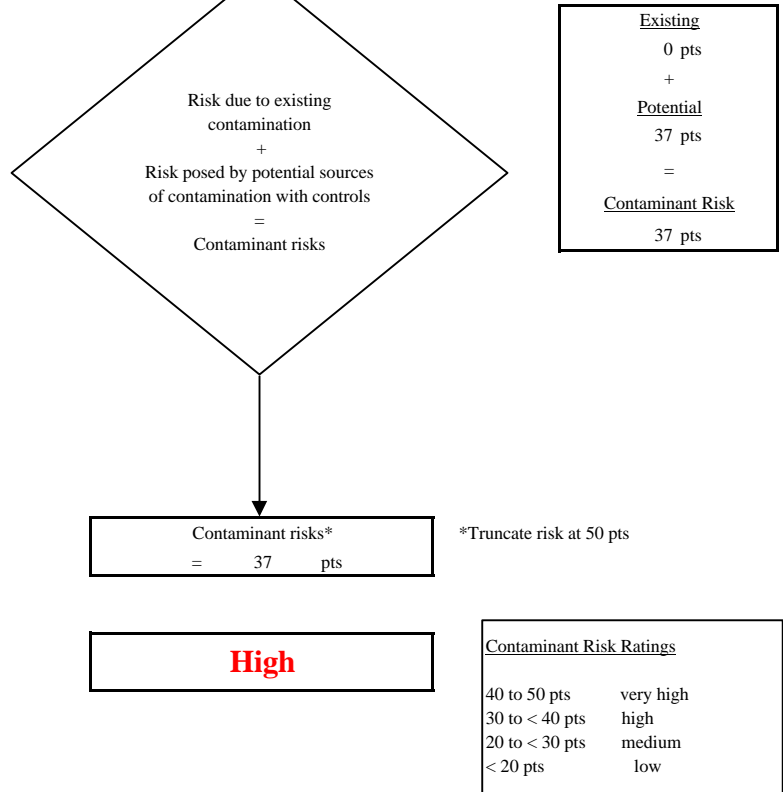 Risk due to existing
contamination
+
Risk posed by potential sources
of contamination with controls
=
Contaminant risks
Existing
0 pts
+
Potential
37 pts
=
Contaminant Risk
37 pts
Contaminant risks*
= 37 pts
*Truncate risk at 50 pts
High
Contaminant Risk Ratings
40 to 50 pts very high
30 to < 40 pts high
20 to < 30 pts medium
< 20 pts low